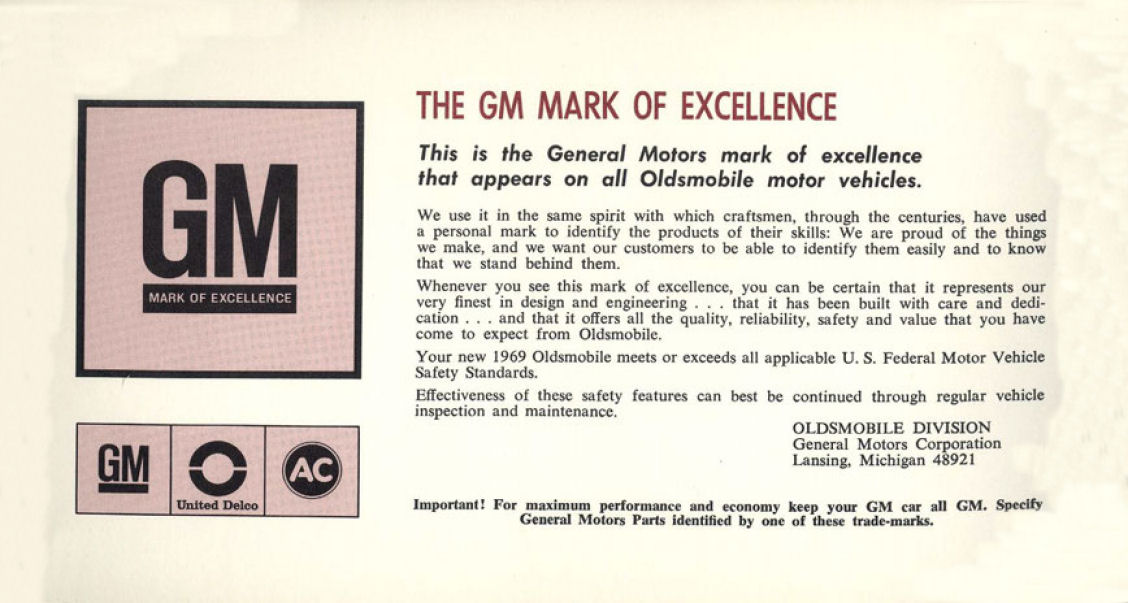 GM
MARK OF EXCELLENCE
GM
United Delco
AC
THE GM MARK OF EXCELLENCE
This is the General Motors mark of excellence
that appears on all Oldsmobile motor vehicles.
We use it in the same spirit with which craftsmen, through the centuries, have used
a personal mark to identify the products of their skills: We are proud of the things
we make, and we want our customers to be able to identify them easily and to know
that we stand behind them.
Whenever you see this mark of excellence, you can be certain that it represents our
very finest in design and engineering . . . that it has been built with care and dedi-
cation . . . and that it offers all the quality, reliability, safety and value that you have
come to expect from Oldsmobile.
Your new 1969 Oldsmobile meets or exceeds all applicable U. S. Federal Motor Vehicle
Safety Standards.
Effectiveness of these safety features can best be continued through regular vehicle
inspection and maintenance.
OLDSMOBILE DIVISION
General Motors Corporation
Lansing, Michigan 48921
Important! For maximum performance and economy keep your GM car all GM. Specify
General Motors Parts identified by one of these trade-marks.